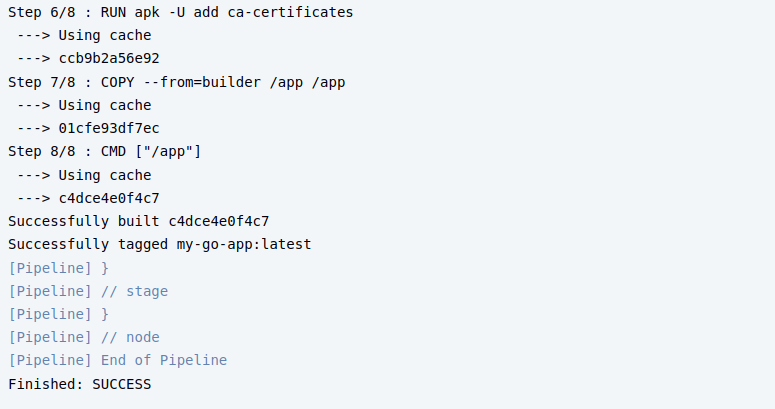 Step 6/8 : RUN apk -U add ca-certificates
 ---> Using cache
 ---> ccb9b2a56e92
Step 7/8 : COPY --from=builder /app /app
 ---> Using cache
 ---> 01cfe93df7ec
Step 8/8 : CMD ["/app"]
 ---> Using cache
 ---> c4dce4e0f4c7
Successfully built c4dce4e0f4c7
Successfully tagged my-go-app:latest
[Pipeline] }
[Pipeline] // stage
[Pipeline] }
[Pipeline] // node
[Pipeline] End of Pipeline
Finished: SUCCESS